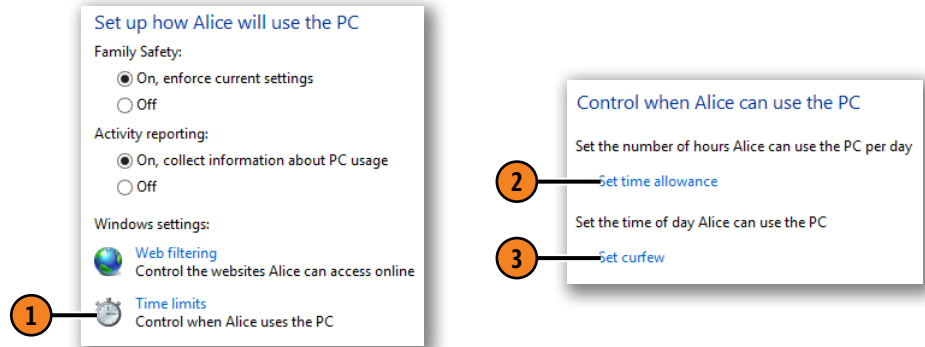 Set up how Alice will use the PC
Family Safety:
On, enforce current settings
Off
Activity reporting:
On, collect information about PC usage
Off
Windows settings:
Web filtering
Control the websites Alice can access online
1
Time limits
Control when Alice uses the PC
Control when Alice can use the PC
Set the number of hours Alice can use the PC per day
2
Set time allowance
Set the time of day Alice can use the PC
3
Set curfew